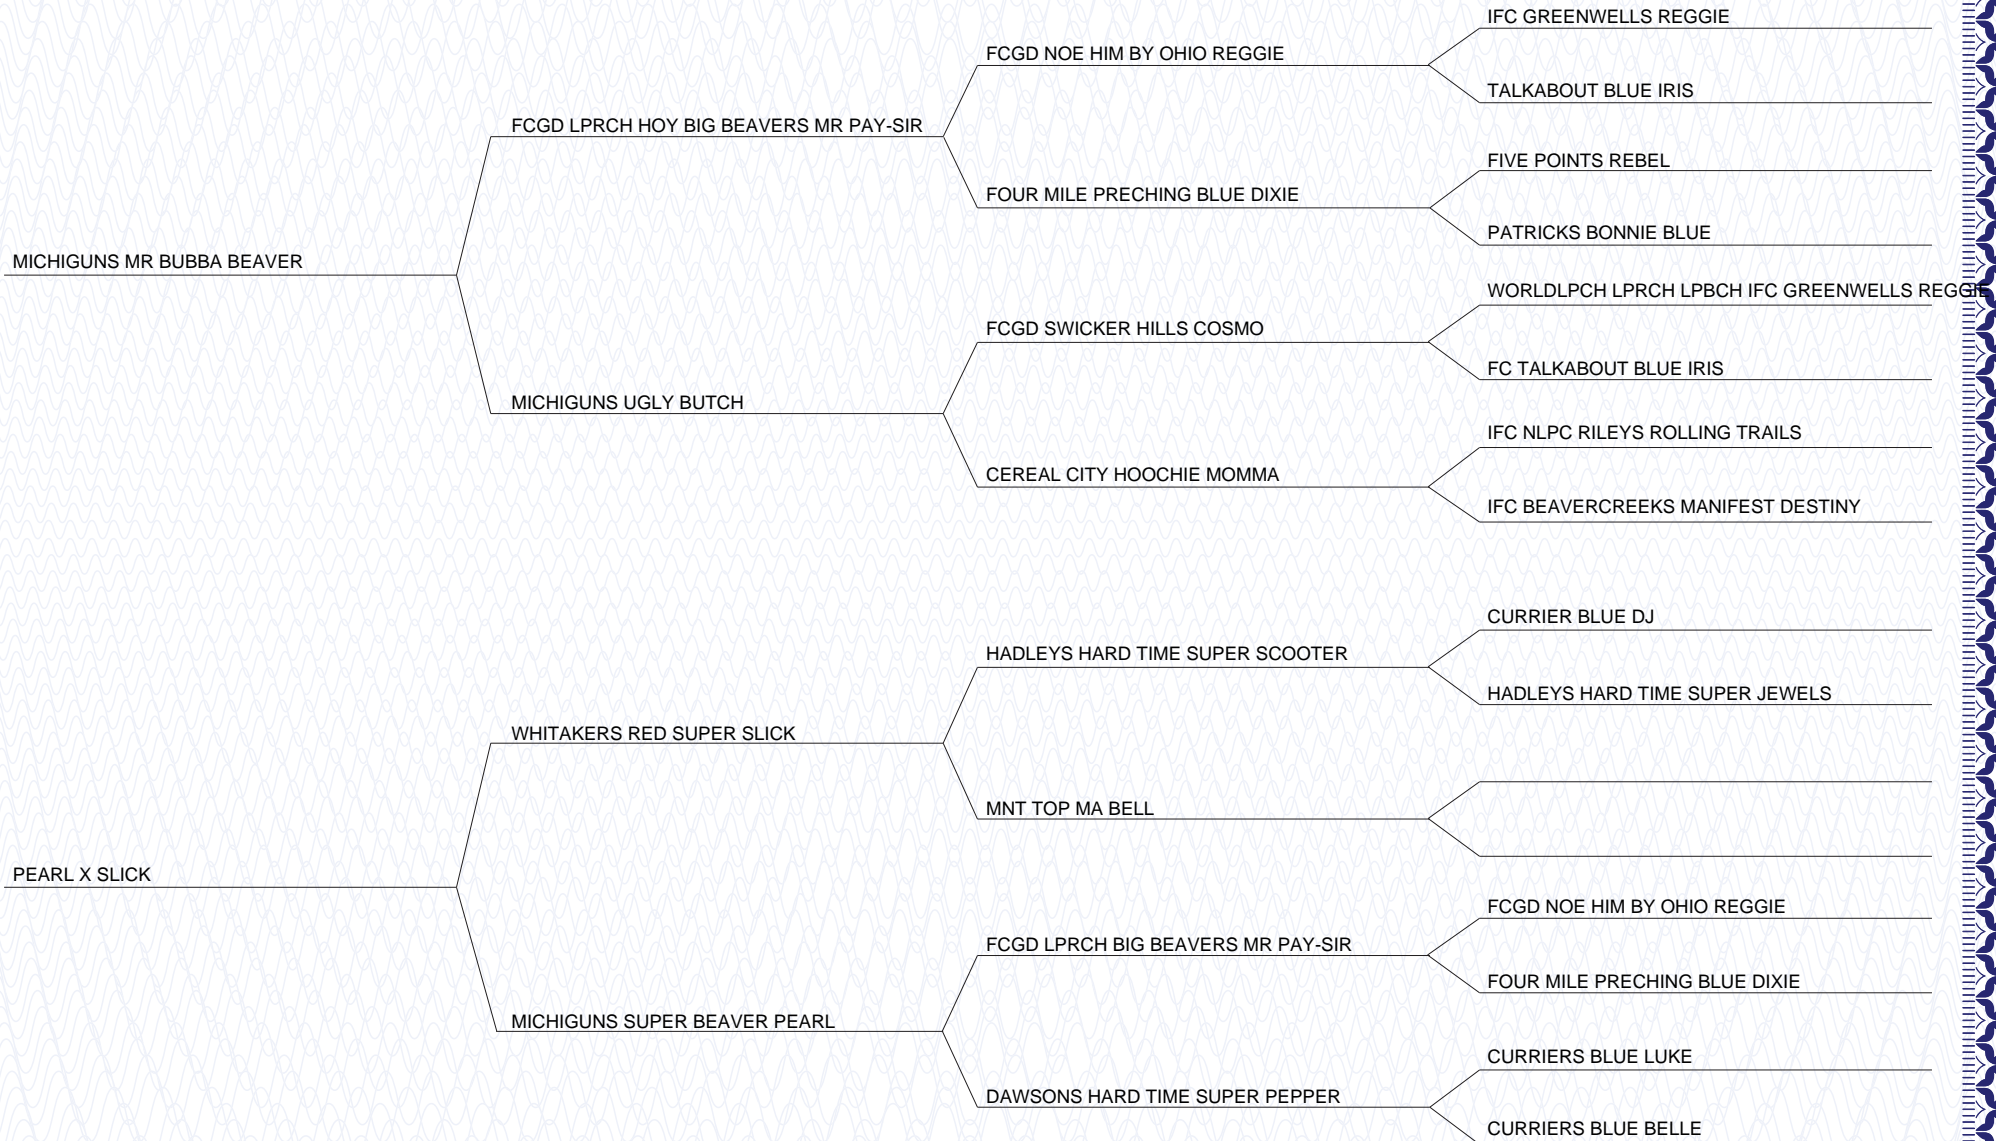 IFC GREENWELLS REGGIE
FCGD NOE HIM BY OHIO REGGIE
TALKABOUT BLUE IRIS
FCGD LPRCH HOY BIG BEAVERS MR PAY-SIR
FIVE POINTS REBEL
FOUR MILE PRECHING BLUE DIXIE
PATRICKS BONNIE BLUE
MICHIGUNS MR BUBBA BEAVER
WORLDLPCH LPRCH LPBCH IFC GREENWELLS REGGIE
FCGD SWICKER HILLS COSMO
FC TALKABOUT BLUE IRIS
MICHIGUNS UGLY BUTCH
IFC NLPC RILEYS ROLLING TRAILS
CEREAL CITY HOOCHIE MOMMA
IFC BEAVERCREEKS MANIFEST DESTINY
CURRIER BLUE DJ
HADLEYS HARD TIME SUPER SCOOTER
HADLEYS HARD TIME SUPER JEWELS
WHITAKERS RED SUPER SLICK
MNT TOP MA BELL
PEARL X SLICK
FCGD NOE HIM BY OHIO REGGIE
FCGD LPRCH BIG BEAVERS MR PAY-SIR
FOUR MILE PRECHING BLUE DIXIE
MICHIGUNS SUPER BEAVER PEARL
CURRIERS BLUE LUKE
DAWSONS HARD TIME SUPER PEPPER
CURRIERS BLUE BELLE